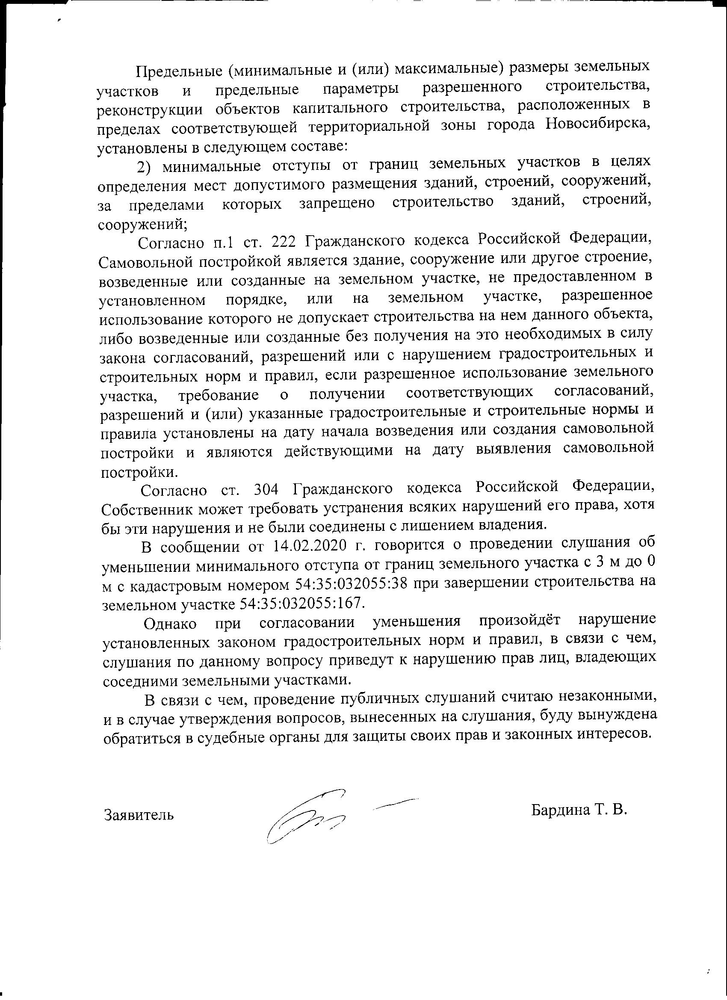 Предельные (минимальные и (или) максимальные) размеры земельных
участков и предельные параметры разрешенного строительства,
реконструкции объектов капитального строительства, расположенных в
пределах соответствующей территориальной зоны города Новосибирска,
установлены в следующем составе:
2) минимальные отступы от границ земельных участков в целях
определения мест допустимого размещения зданий, строений, сооружений,
за пределами которых запрещено строительство зданий, строений,
сооружений;
Согласно п.1 ст. 222 Гражданского кодекса Российской Федерации,
Самовольной постройкой является здание, сооружение или другое строение,
возведенные или созданные на земельном участке, не предоставленном в
установленном порядке, или на земельном участке, разрешенное
использование которого не допускает строительства на нем данного объекта,
либо возведенные или созданные без получения на это необходимых в силу
закона согласований, разрешений или с нарушением градостроительных и
строительных норм и правил, если разрешенное использование земельного
участка, требование о получении соответствующих согласований,
разрешений и (или) указанные градостроительные и строительные нормы и
правила установлены на дату начала возведения или создания самовольной
постройки и являются действующими на дату выявления самовольной
постройки.
Согласно ст. 304 Гражданского кодекса Российской Федерации,
Собственник может требовать устранения всяких нарушений его права, хотя
бы эти нарушения и не были соединены с лишением владения.
В сообщении от 14.02.2020 г. говорится о проведении слушания об
уменьшении минимального отступа от границ земельного участка с 3 м до 0
м с кадастровым номером 54:35:032055:38 при завершении строительства на
земельном участке 54:35:032055:167.
Однако при согласовании уменьшения произойдёт нарушение
установленных законом градостроительных норм и правил, в связи с чем,
слушания по данному вопросу приведут к нарушению прав лиц, владеющих
соседними земельными участками.
В связи с чем, проведение публичных слушаний считаю незаконными,
и в случае утверждения вопросов, вынесенных на слушания, буду вынуждена
обратиться в судебные органы для защиты своих прав и законных интересов.
Заявитель Бардина Т. В.